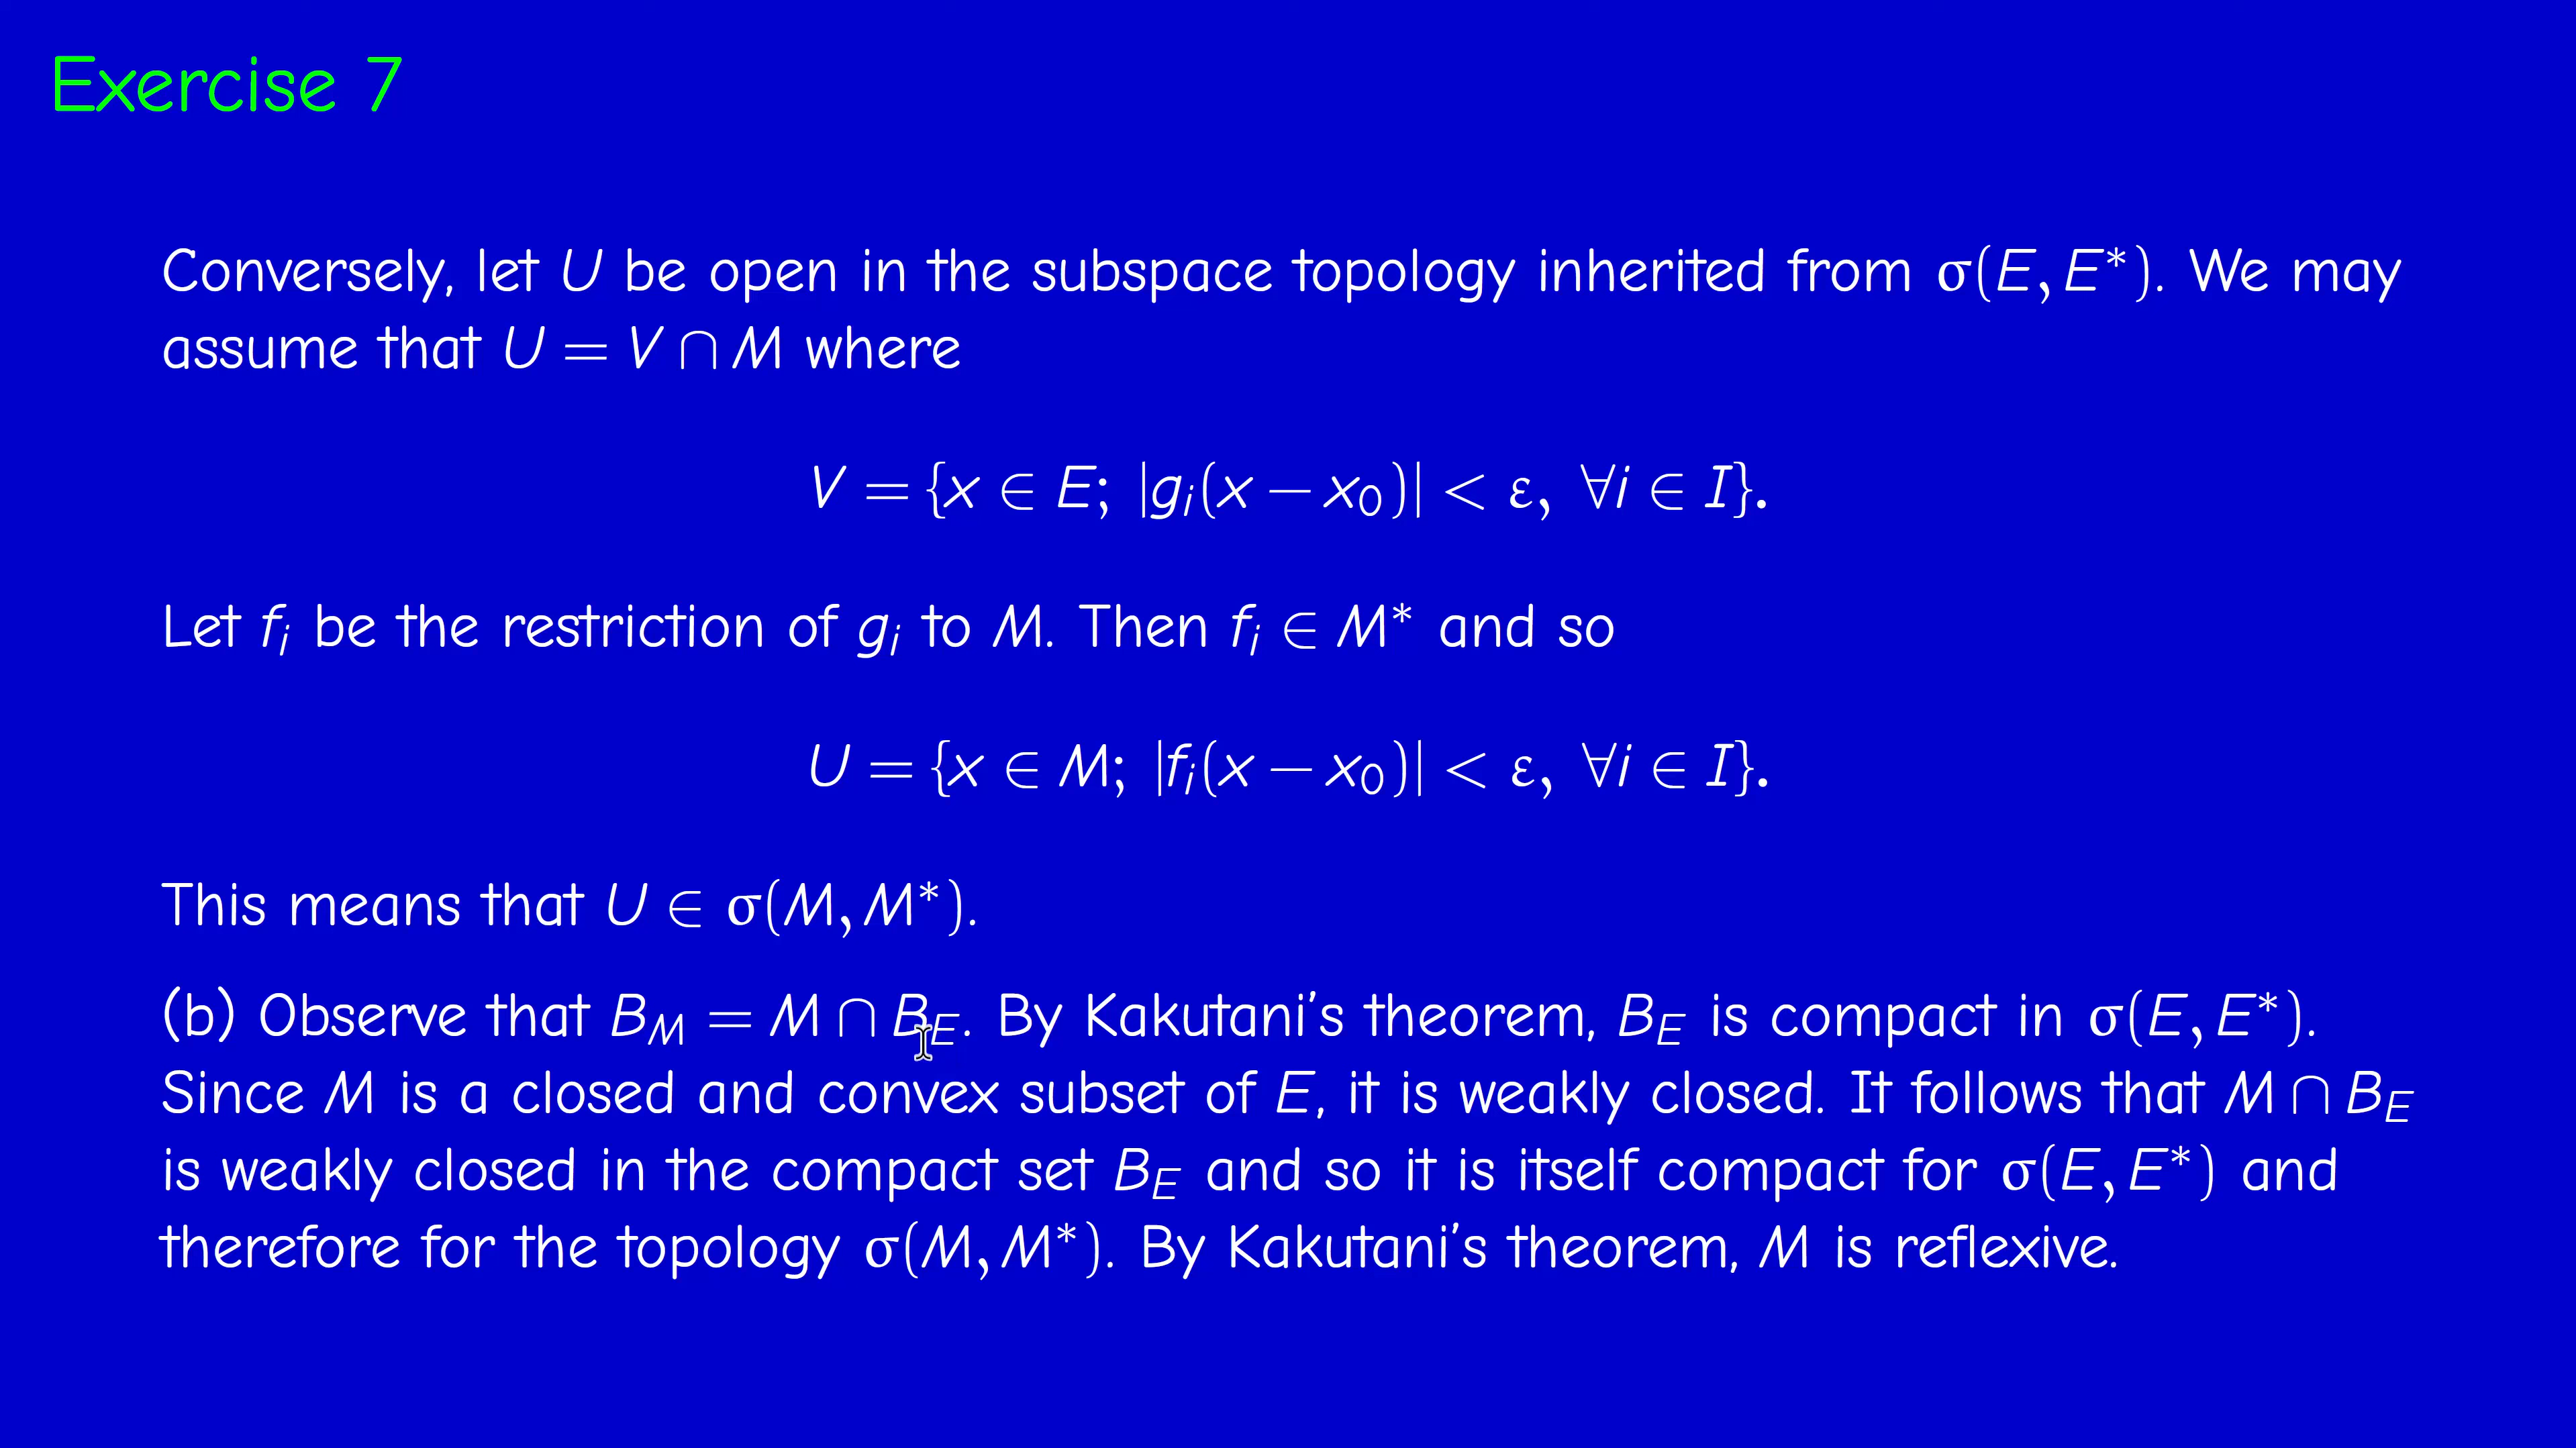 Exercise 7
Conversely, let U be open in the subspace topology inherited from σ(E, E*). We may
assume that U = V ∩ M where
V = {x ∈ E; |gᵢ(x − x₀)| < ε, ∀i ∈ I}.
Let fᵢ be the restriction of gᵢ to M. Then fᵢ ∈ M* and so
U = {x ∈ M; |fᵢ(x − x₀)| < ε, ∀i ∈ I}.
This means that U ∈ σ(M, M*).
(b) Observe that B_M = M ∩ B_E. By Kakutani's theorem, B_E is compact in σ(E, E*).
Since M is a closed and convex subset of E, it is weakly closed. It follows that M ∩ B_E
is weakly closed in the compact set B_E and so it is itself compact for σ(E, E*) and
therefore for the topology σ(M, M*). By Kakutani's theorem, M is reflexive.